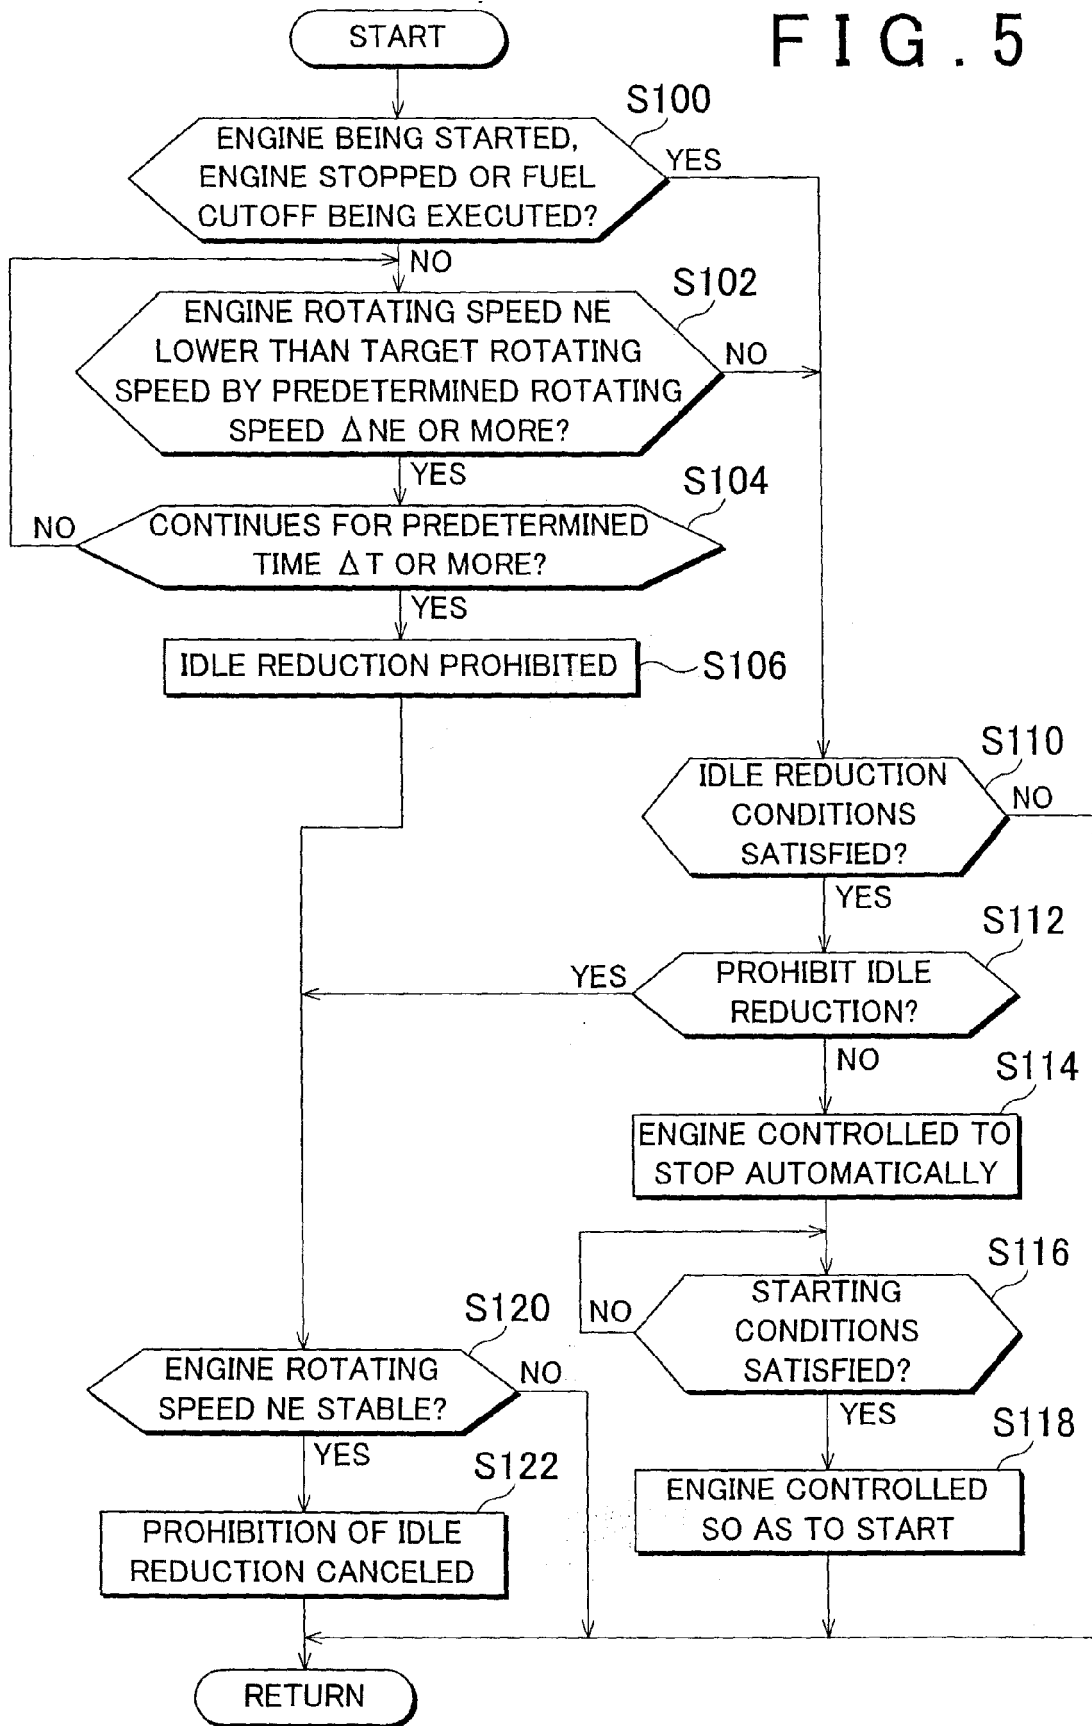 FIG.5
START
S100
ENGINE BEING STARTED,
ENGINE STOPPED OR FUEL
CUTOFF BEING EXECUTED?
YES
NO
S102
ENGINE ROTATING SPEED NE
LOWER THAN TARGET ROTATING
SPEED BY PREDETERMINED ROTATING
SPEED ΔNE OR MORE?
NO
YES
S104
NO
CONTINUES FOR PREDETERMINED
TIME ΔT OR MORE?
YES
IDLE REDUCTION PROHIBITED
S106
S110
IDLE REDUCTION
CONDITIONS
SATISFIED?
NO
YES
S112
YES
PROHIBIT IDLE
REDUCTION?
NO
S114
ENGINE CONTROLLED TO
STOP AUTOMATICALLY
S116
NO
STARTING
CONDITIONS
SATISFIED?
YES
S118
ENGINE CONTROLLED
SO AS TO START
S120
ENGINE ROTATING
SPEED NE STABLE?
NO
YES
S122
PROHIBITION OF IDLE
REDUCTION CANCELED
RETURN